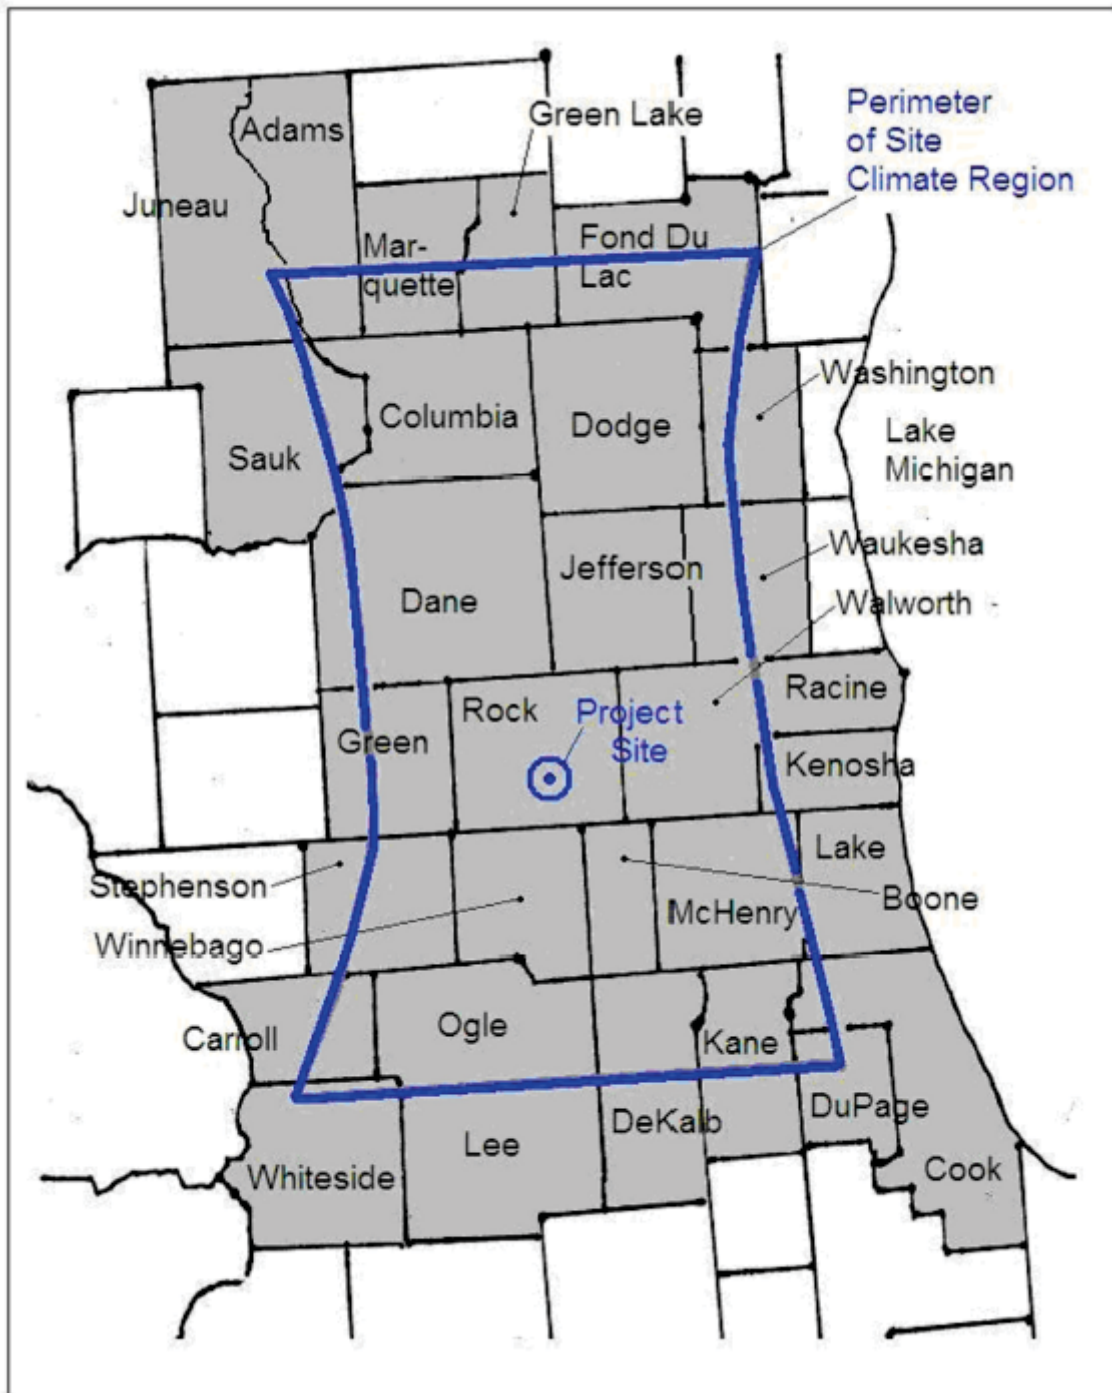 Perimeter
of Site
Climate Region
Green Lake
Adams
Juneau
Mar-
quette
Fond Du
Lac
Washington
Columbia
Dodge
Lake
Michigan
Sauk
Waukesha
Jefferson
Dane
Walworth
Racine
Rock
Project
Site
Green
Kenosha
Lake
Stephenson
Boone
McHenry
Winnebago
Ogle
Carroll
Kane
DuPage
DeKalb
Lee
Whiteside
Cook